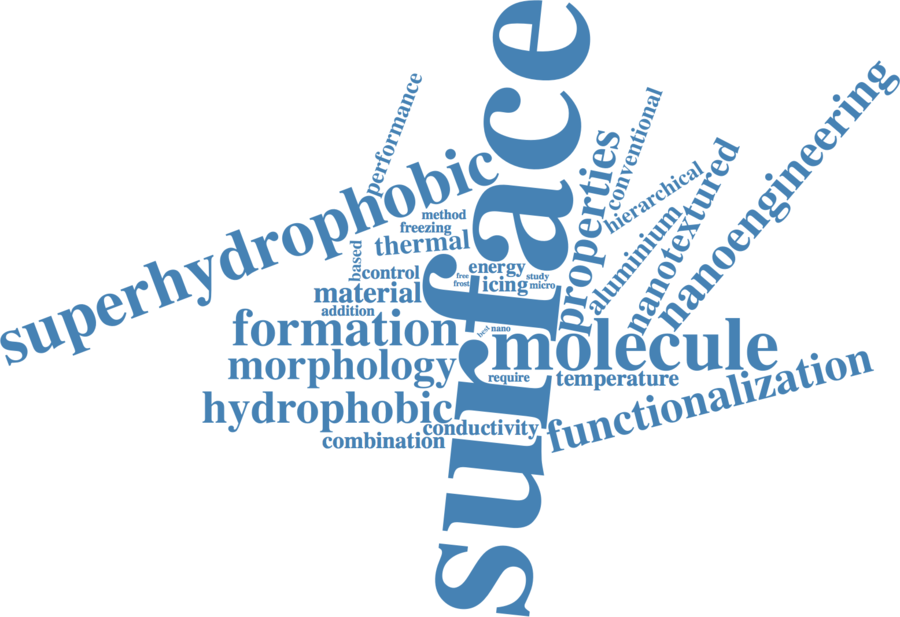 surface
performance
superhydrophobic
conventional
nanoengineering
properties
hierarchical
nanotextured
method
freezing
thermal
based
aluminium
control
energy
free
frost
icing
study
micro
material
addition
formation
best
nano
molecule
morphology
require
temperature
functionalization
hydrophobic
conductivity
combination